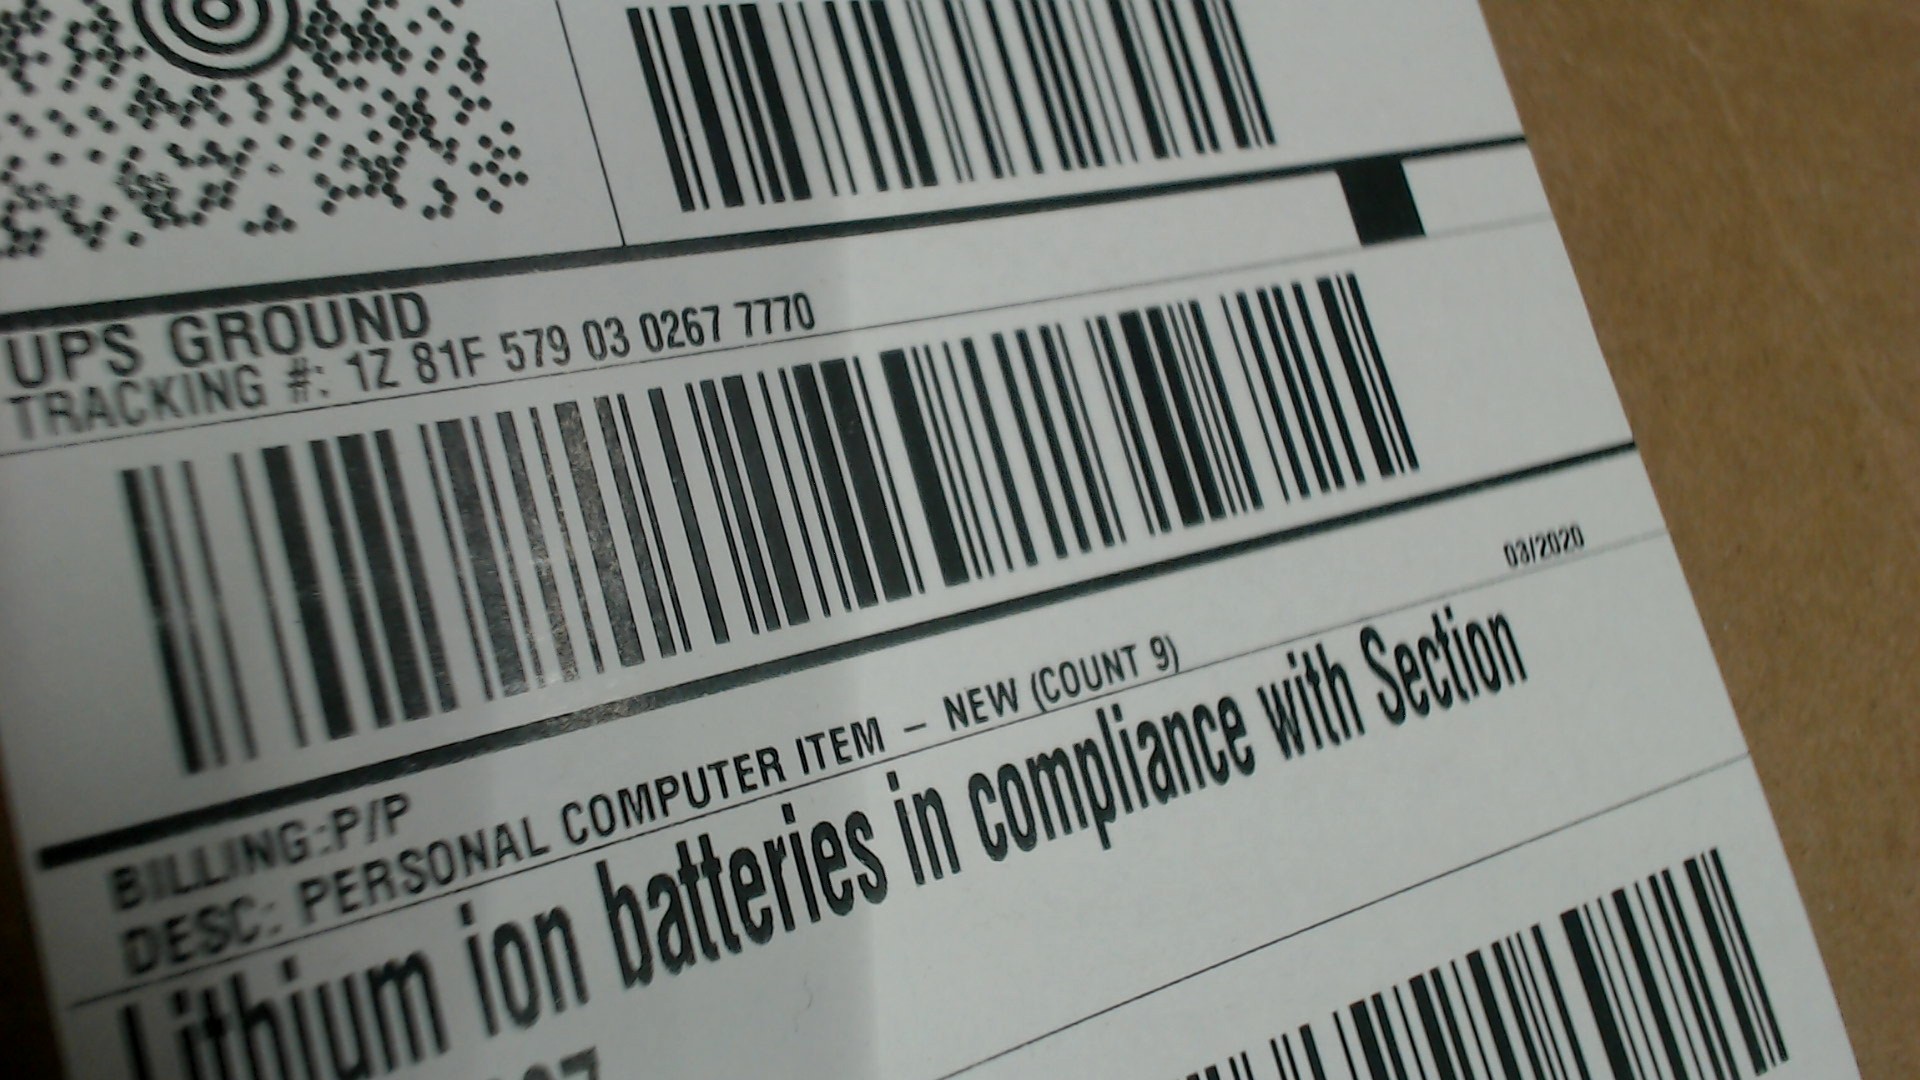 UPS GROUND
TRACKING #: 1Z 81F 579 03 0267 7770
03/2020
BILLING:P/P
DESC: PERSONAL COMPUTER ITEM – NEW (COUNT 9)
Lithium ion batteries in compliance with Section